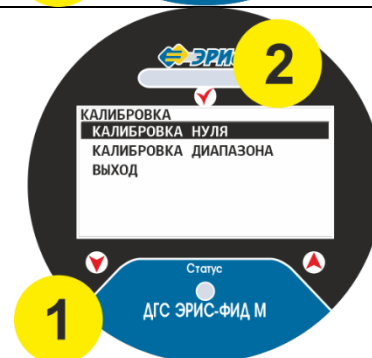 ЭРИ
2
КАЛИБРОВКА
КАЛИБРОВКА НУЛЯ
КАЛИБРОВКА ДИАПАЗОНА
ВЫХОД
Статус
1
ДГС ЭРИС-ФИД М